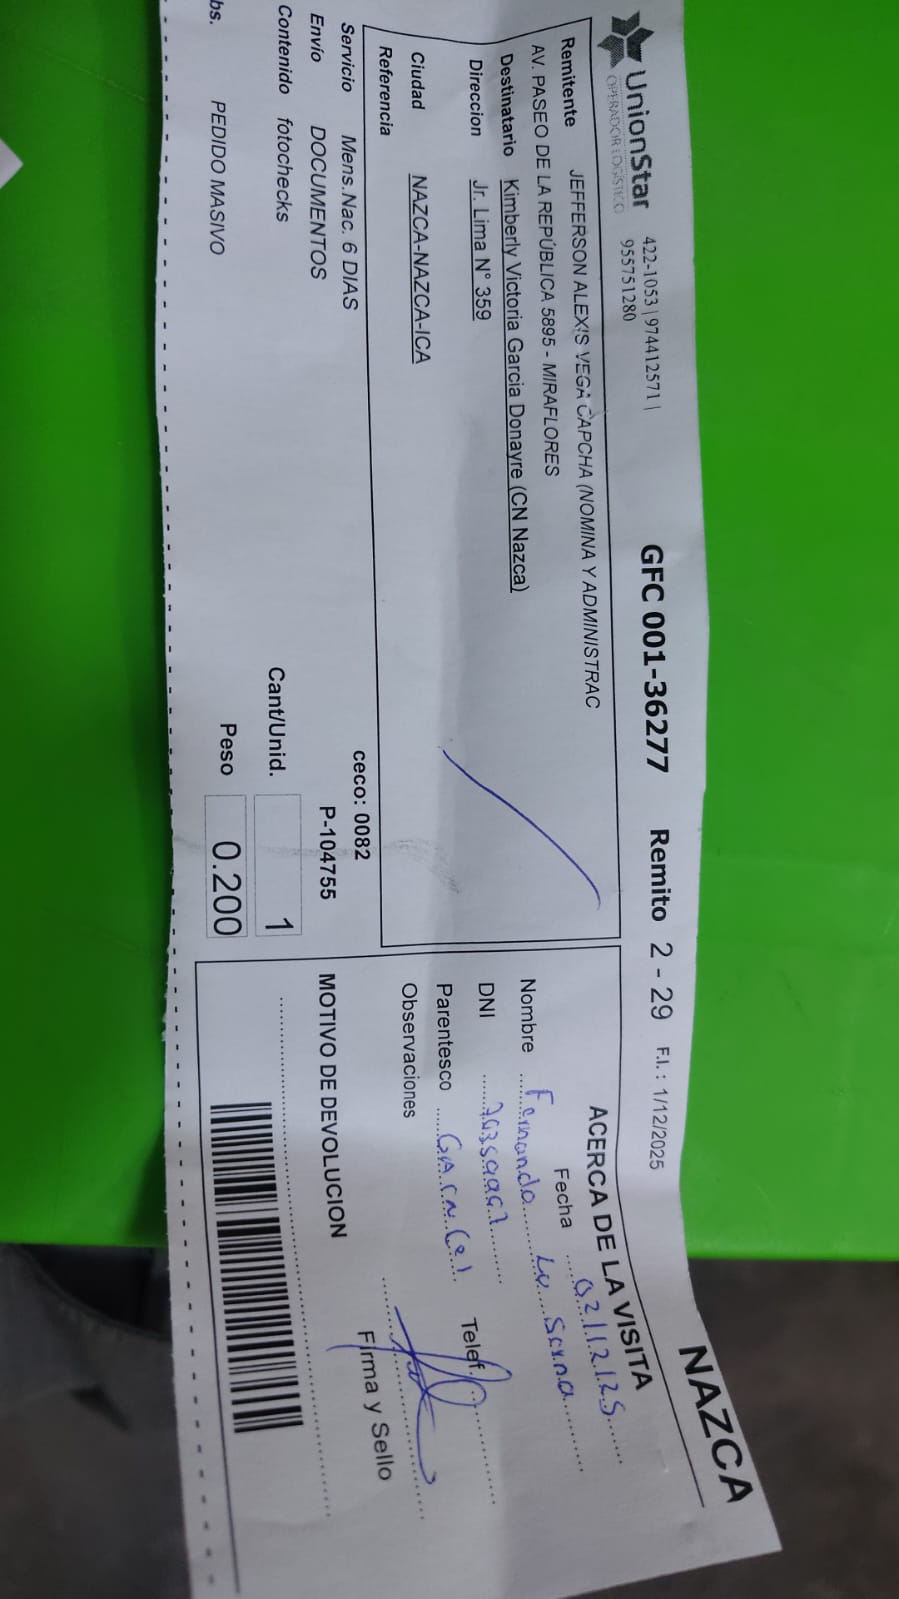 UnionStar
OPERADOR LOGÍSTICO
422-1053 | 974412571 |
955751280
GFC 001-36277 Remito 2 - 29 F.I. : 1/12/2025
NAZCA
Remitente JEFFERSON ALEXIS VEGA CAPCHA (NOMINA Y ADMINISTRAC
AV. PASEO DE LA REPÚBLICA 5895 - MIRAFLORES
Destinatario Kimberly Victoria Garcia Donayre (CN Nazca)
Direccion Jr. Lima N° 359
Ciudad NAZCA-NAZCA-ICA
Referencia
Servicio Mens.Nac. 6 DIAS
ceco: 0082
Envío DOCUMENTOS
P-104755
Contenido fotochecks
Cant/Unid. 1
bs. PEDIDO MASIVO
Peso 0.200
ACERCA DE LA VISITA
Fecha 02/12/25
Nombre Fernando La Serna
DNI
Parentesco
Telef.
Observaciones
Firma y Sello
MOTIVO DE DEVOLUCION